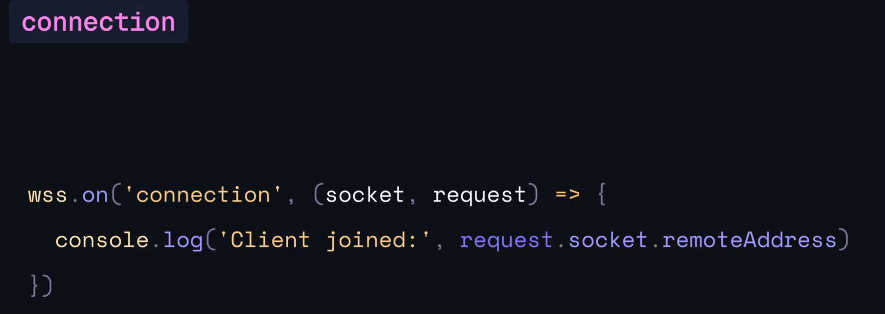 connection
wss.on('connection', (socket, request) => {
  console.log('Client joined:', request.socket.remoteAddress)
})